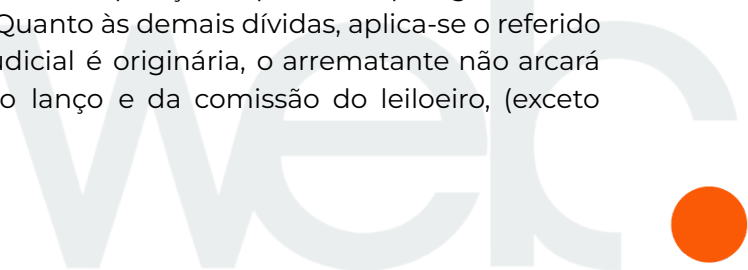 Quanto às demais dívidas, aplica-se o referido
udicial é originária, o arrematante não arcará
o lanço e da comissão do leiloeiro, (exceto
web